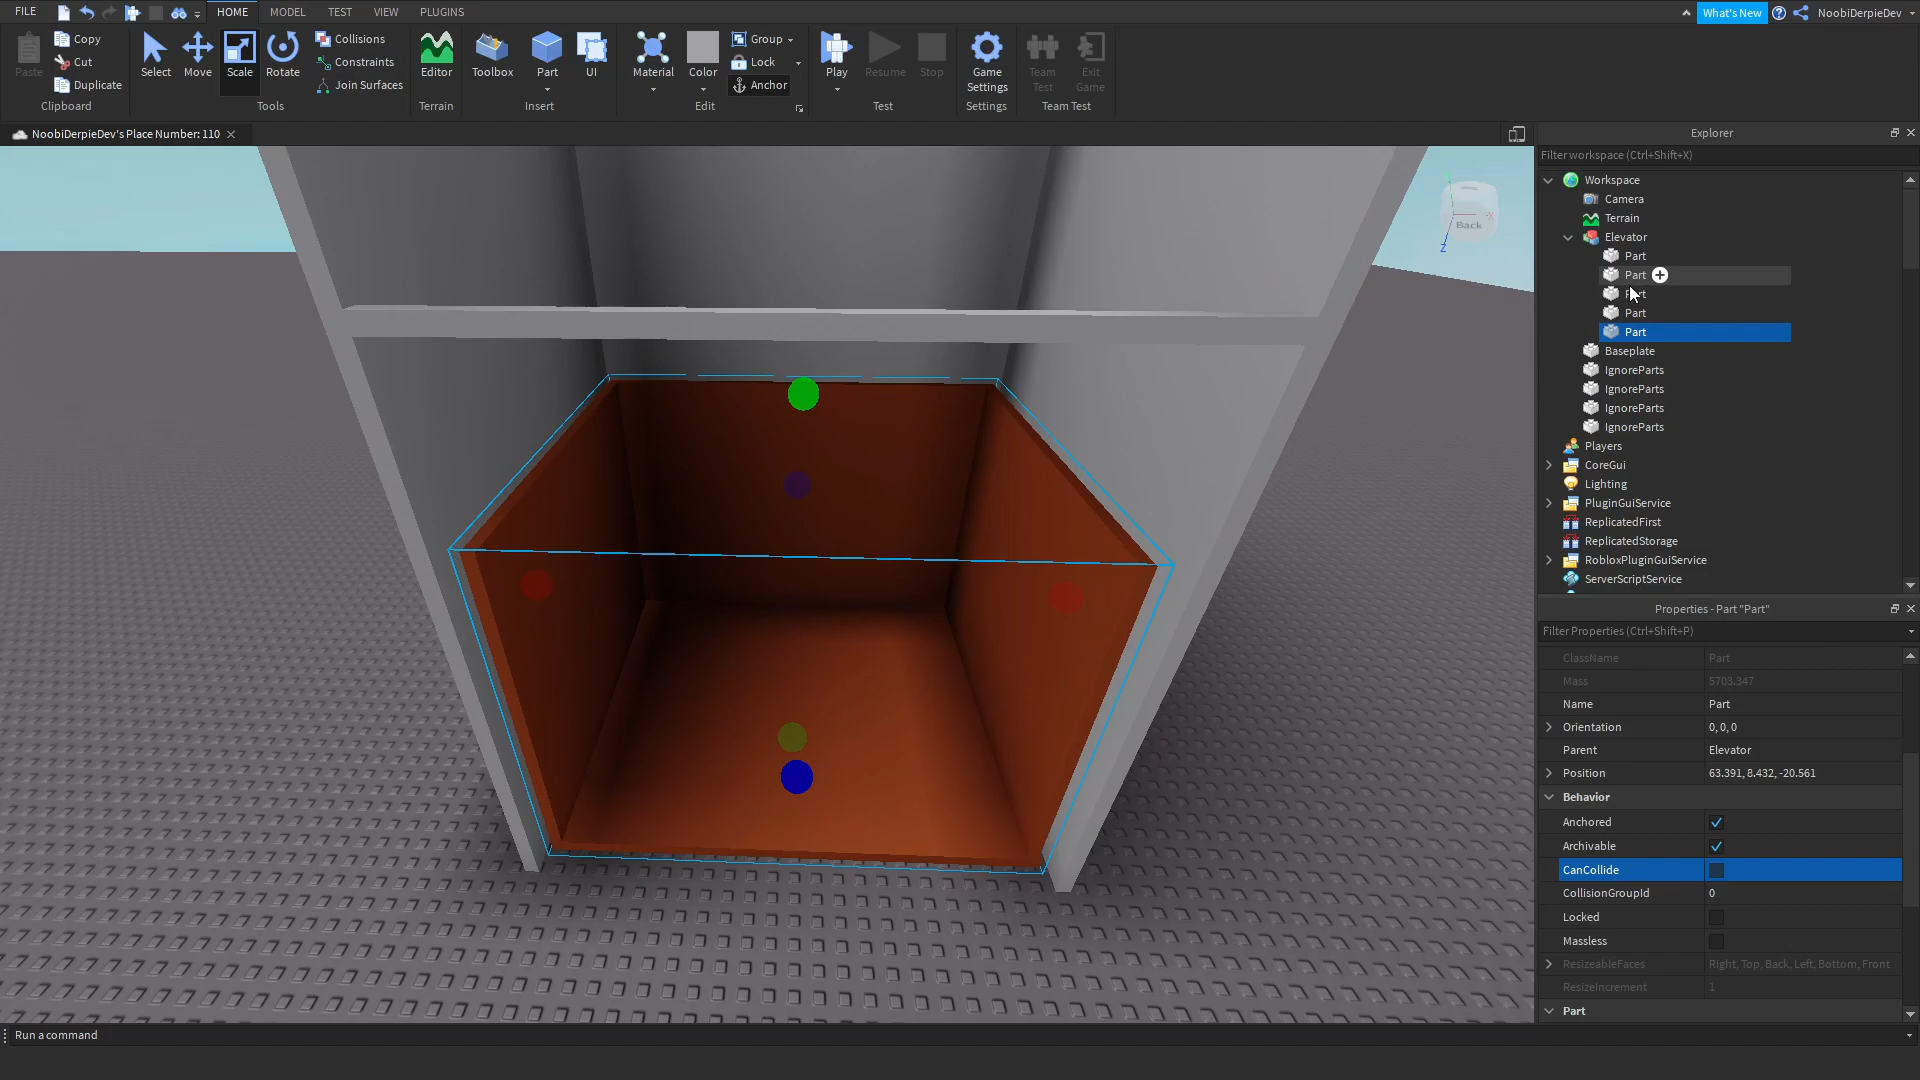 FILE HOME MODEL TEST VIEW PLUGINS What's New NoobiDerpieDev
Paste Copy Cut Duplicate Clipboard
Select Move Scale Rotate Collisions Constraints Join Surfaces Tools
Editor Terrain
Toolbox Part UI Insert
Material Color Group Lock Anchor Edit
Play Resume Stop Test
Game Settings Settings
Team Test Exit Game Team Test
NoobiDerpieDev's Place Number: 110
Back
X
Z
Explorer
Filter workspace (Ctrl+Shift+X)
Workspace
Camera
Terrain
Elevator
Part
Part
Part
Part
Part
Baseplate
IgnoreParts
IgnoreParts
IgnoreParts
IgnoreParts
Players
CoreGui
Lighting
PluginGuiService
ReplicatedFirst
ReplicatedStorage
RobloxPluginGuiService
ServerScriptService
Properties - Part "Part"
Filter Properties (Ctrl+Shift+P)
ClassName Part
Mass 5703.347
Name Part
Orientation 0, 0, 0
Parent Elevator
Position 63.391, 8.432, -20.561
Behavior
Anchored
Archivable
CanCollide
CollisionGroupId 0
Locked
Massless
ResizeableFaces Right, Top, Back, Left, Bottom, Front
ResizeIncrement 1
Part
Run a command